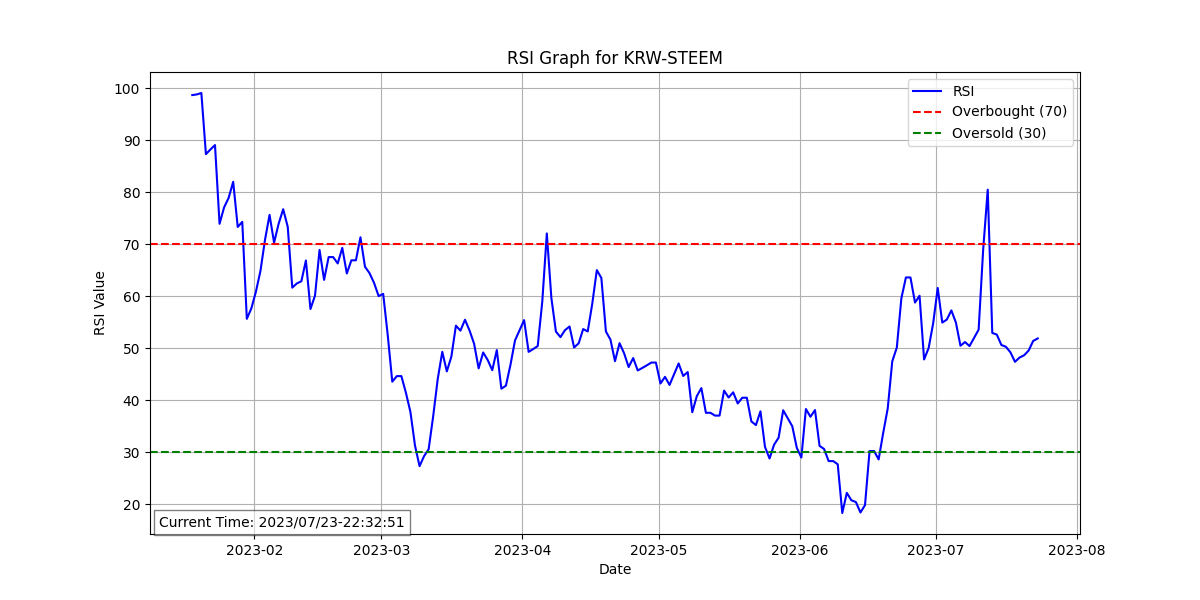 RSI Graph for KRW-STEEM
RSI
Overbought (70)
Oversold (30)
RSI Value
100
90
80
70
60
50
40
30
20
Current Time: 2023/07/23-22:32:51
2023-02 2023-03 2023-04 2023-05 2023-06 2023-07 2023-08
Date